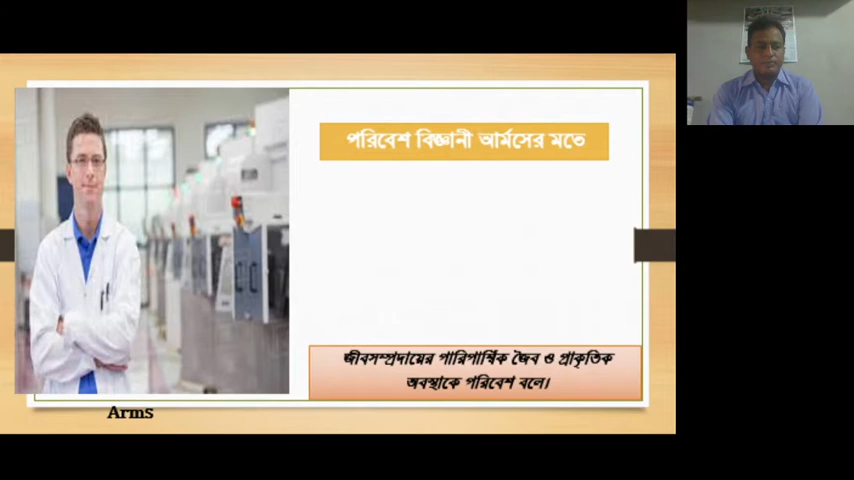 পরিবেশ বিজ্ঞানী আর্মসের মতে
জীবসম্প্রদায়ের পারিপার্শ্বিক জৈব ও প্রাকৃতিক
অবস্থাকে পরিবেশ বলে।
Arms